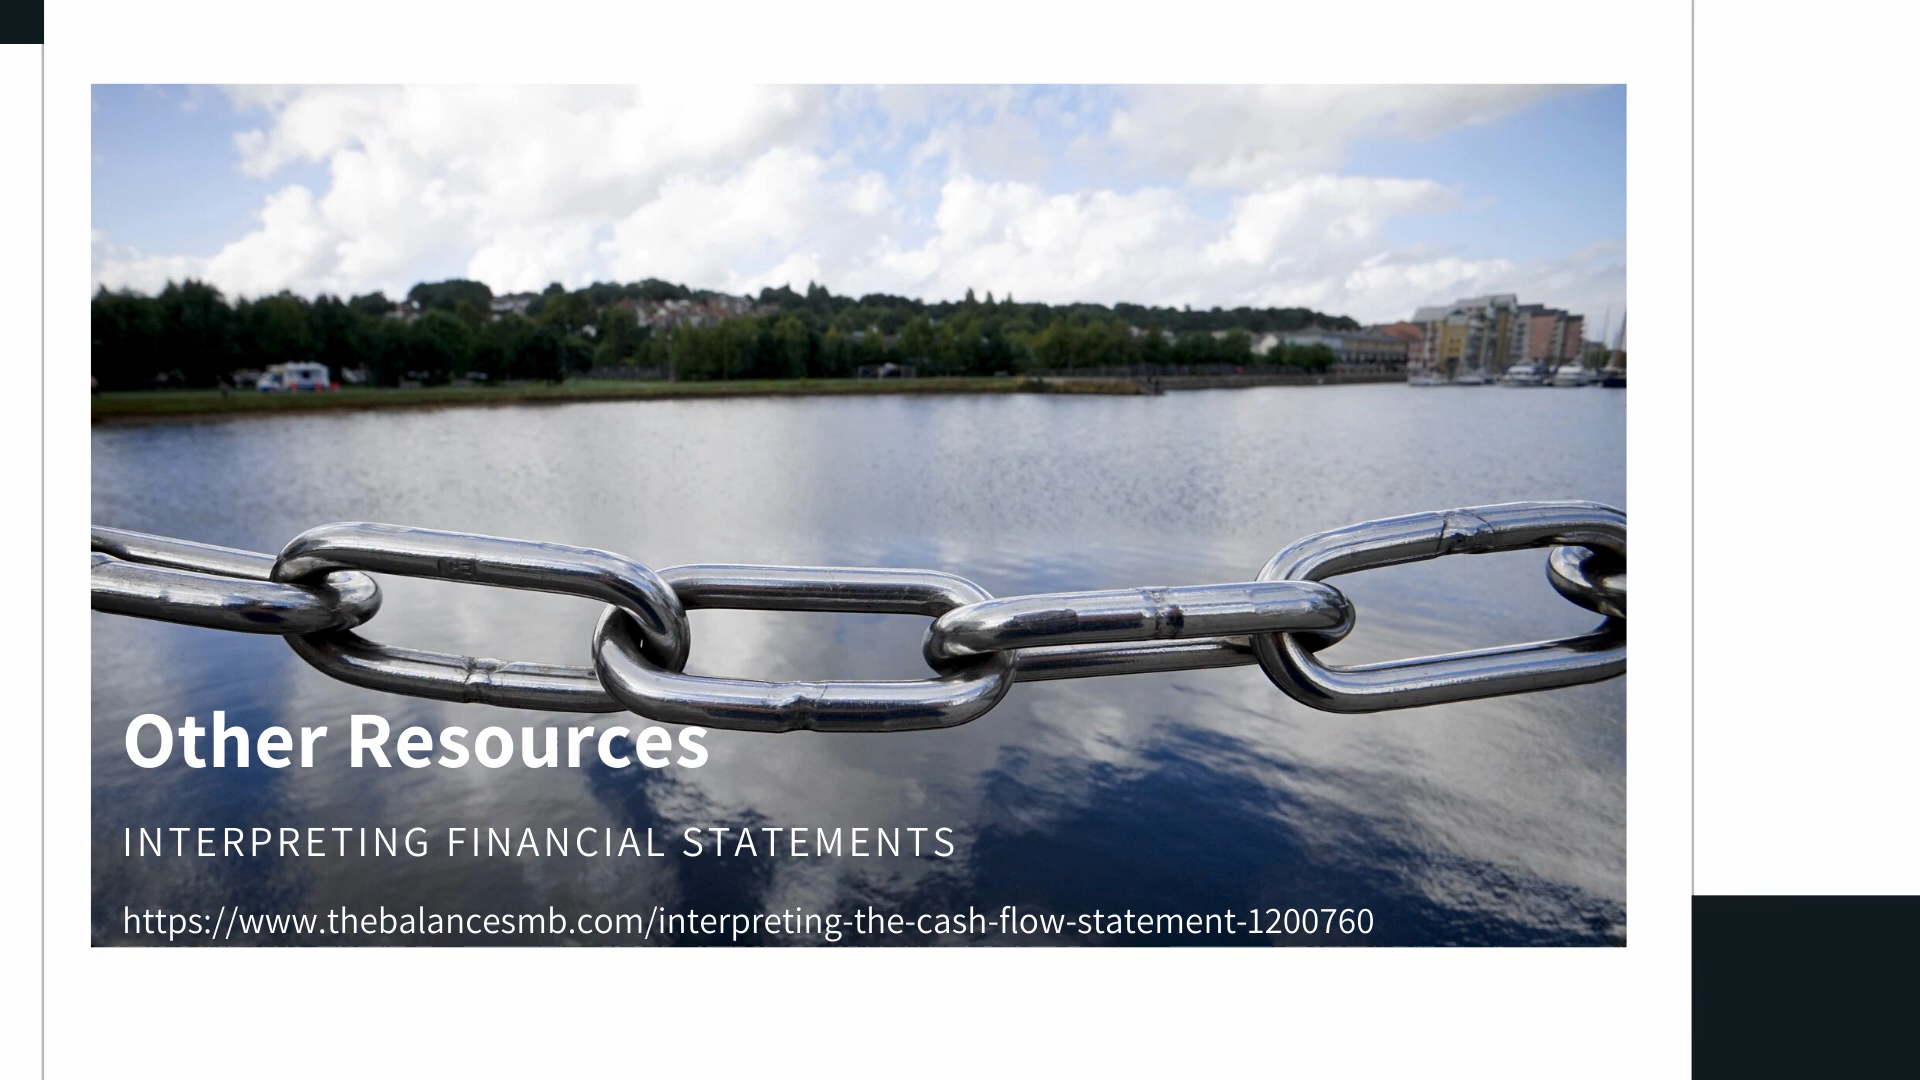 Other Resources
INTERPRETING FINANCIAL STATEMENTS
https://www.thebalancesmb.com/interpreting-the-cash-flow-statement-1200760